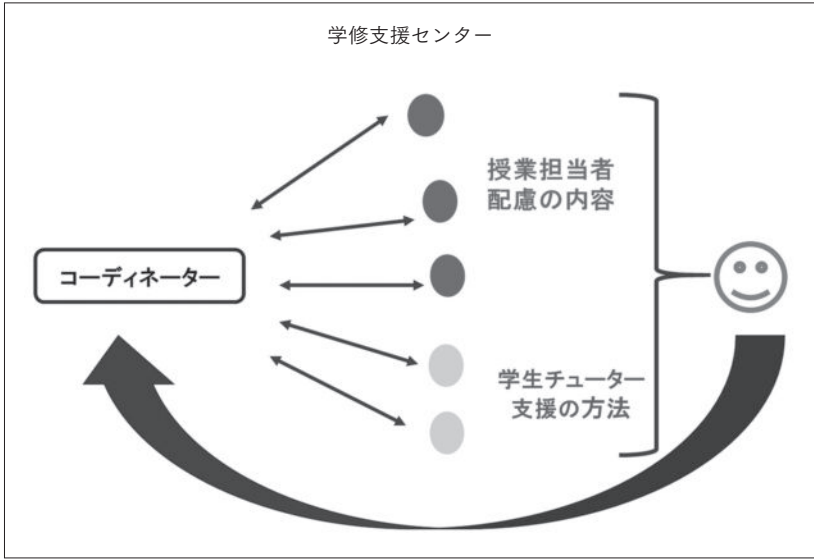 学修支援センター
授業担当者
配慮の内容
コーディネーター
学生チューター
支援の方法